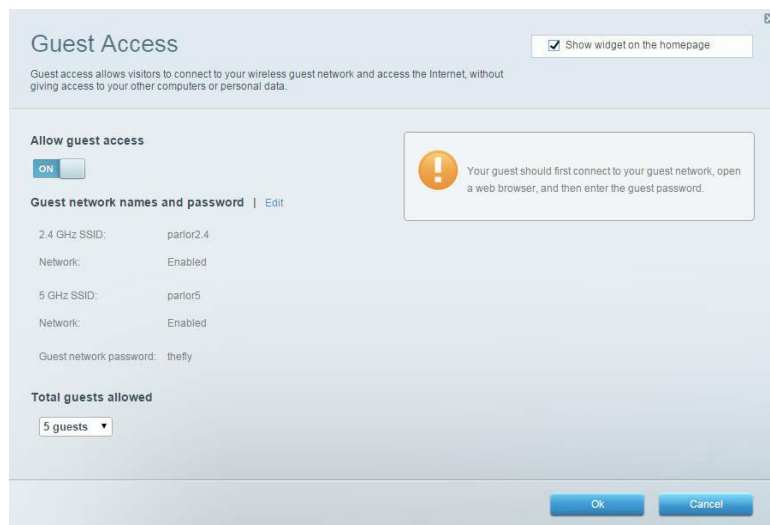 Guest Access
Show widget on the homepage
Guest access allows visitors to connect to your wireless guest network and access the Internet, without
giving access to your other computers or personal data.
Allow guest access
ON
Your guest should first connect to your guest network, open
a web browser, and then enter the guest password.
Guest network names and password | Edit
2.4 GHz SSID: parlor2.4
Network: Enabled
5 GHz SSID: parlor5
Network: Enabled
Guest network password: thefly
Total guests allowed
5 guests
Ok Cancel